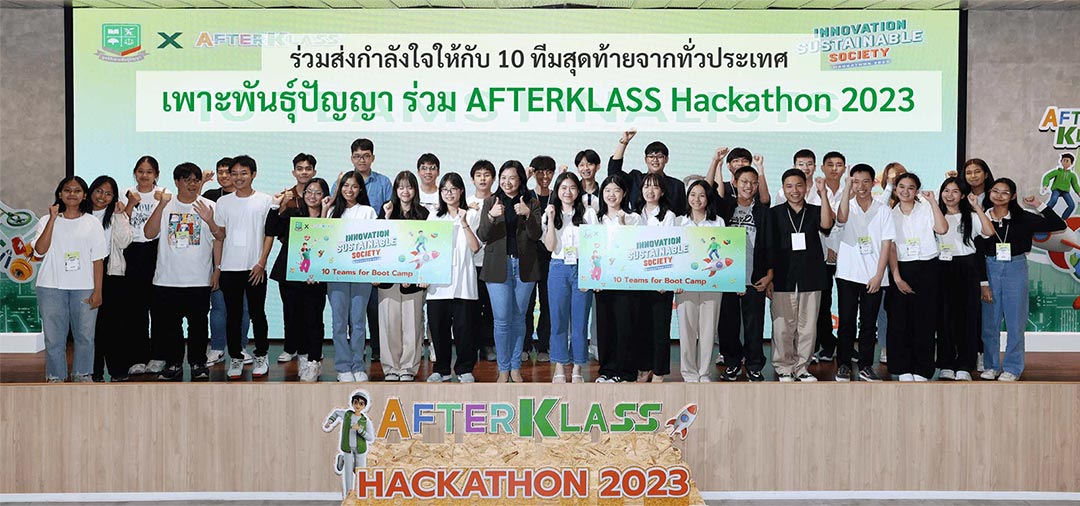 AFTERKLASS
INNOVATION
SUSTAINABLE
SOCIETY
HACKATHON 2023
ร่วมส่งกำลังใจให้กับ 10 ทีมสุดท้ายจากทั่วประเทศ
เพาะพันธุ์ปัญญา ร่วม AFTERKLASS Hackathon 2023
INNOVATION
SUSTAINABLE
SOCIETY
10 Teams for Boot Camp
INNOVATION
SUSTAINABLE
SOCIETY
10 Teams for Boot Camp
AFTERKLASS
HACKATHON 2023